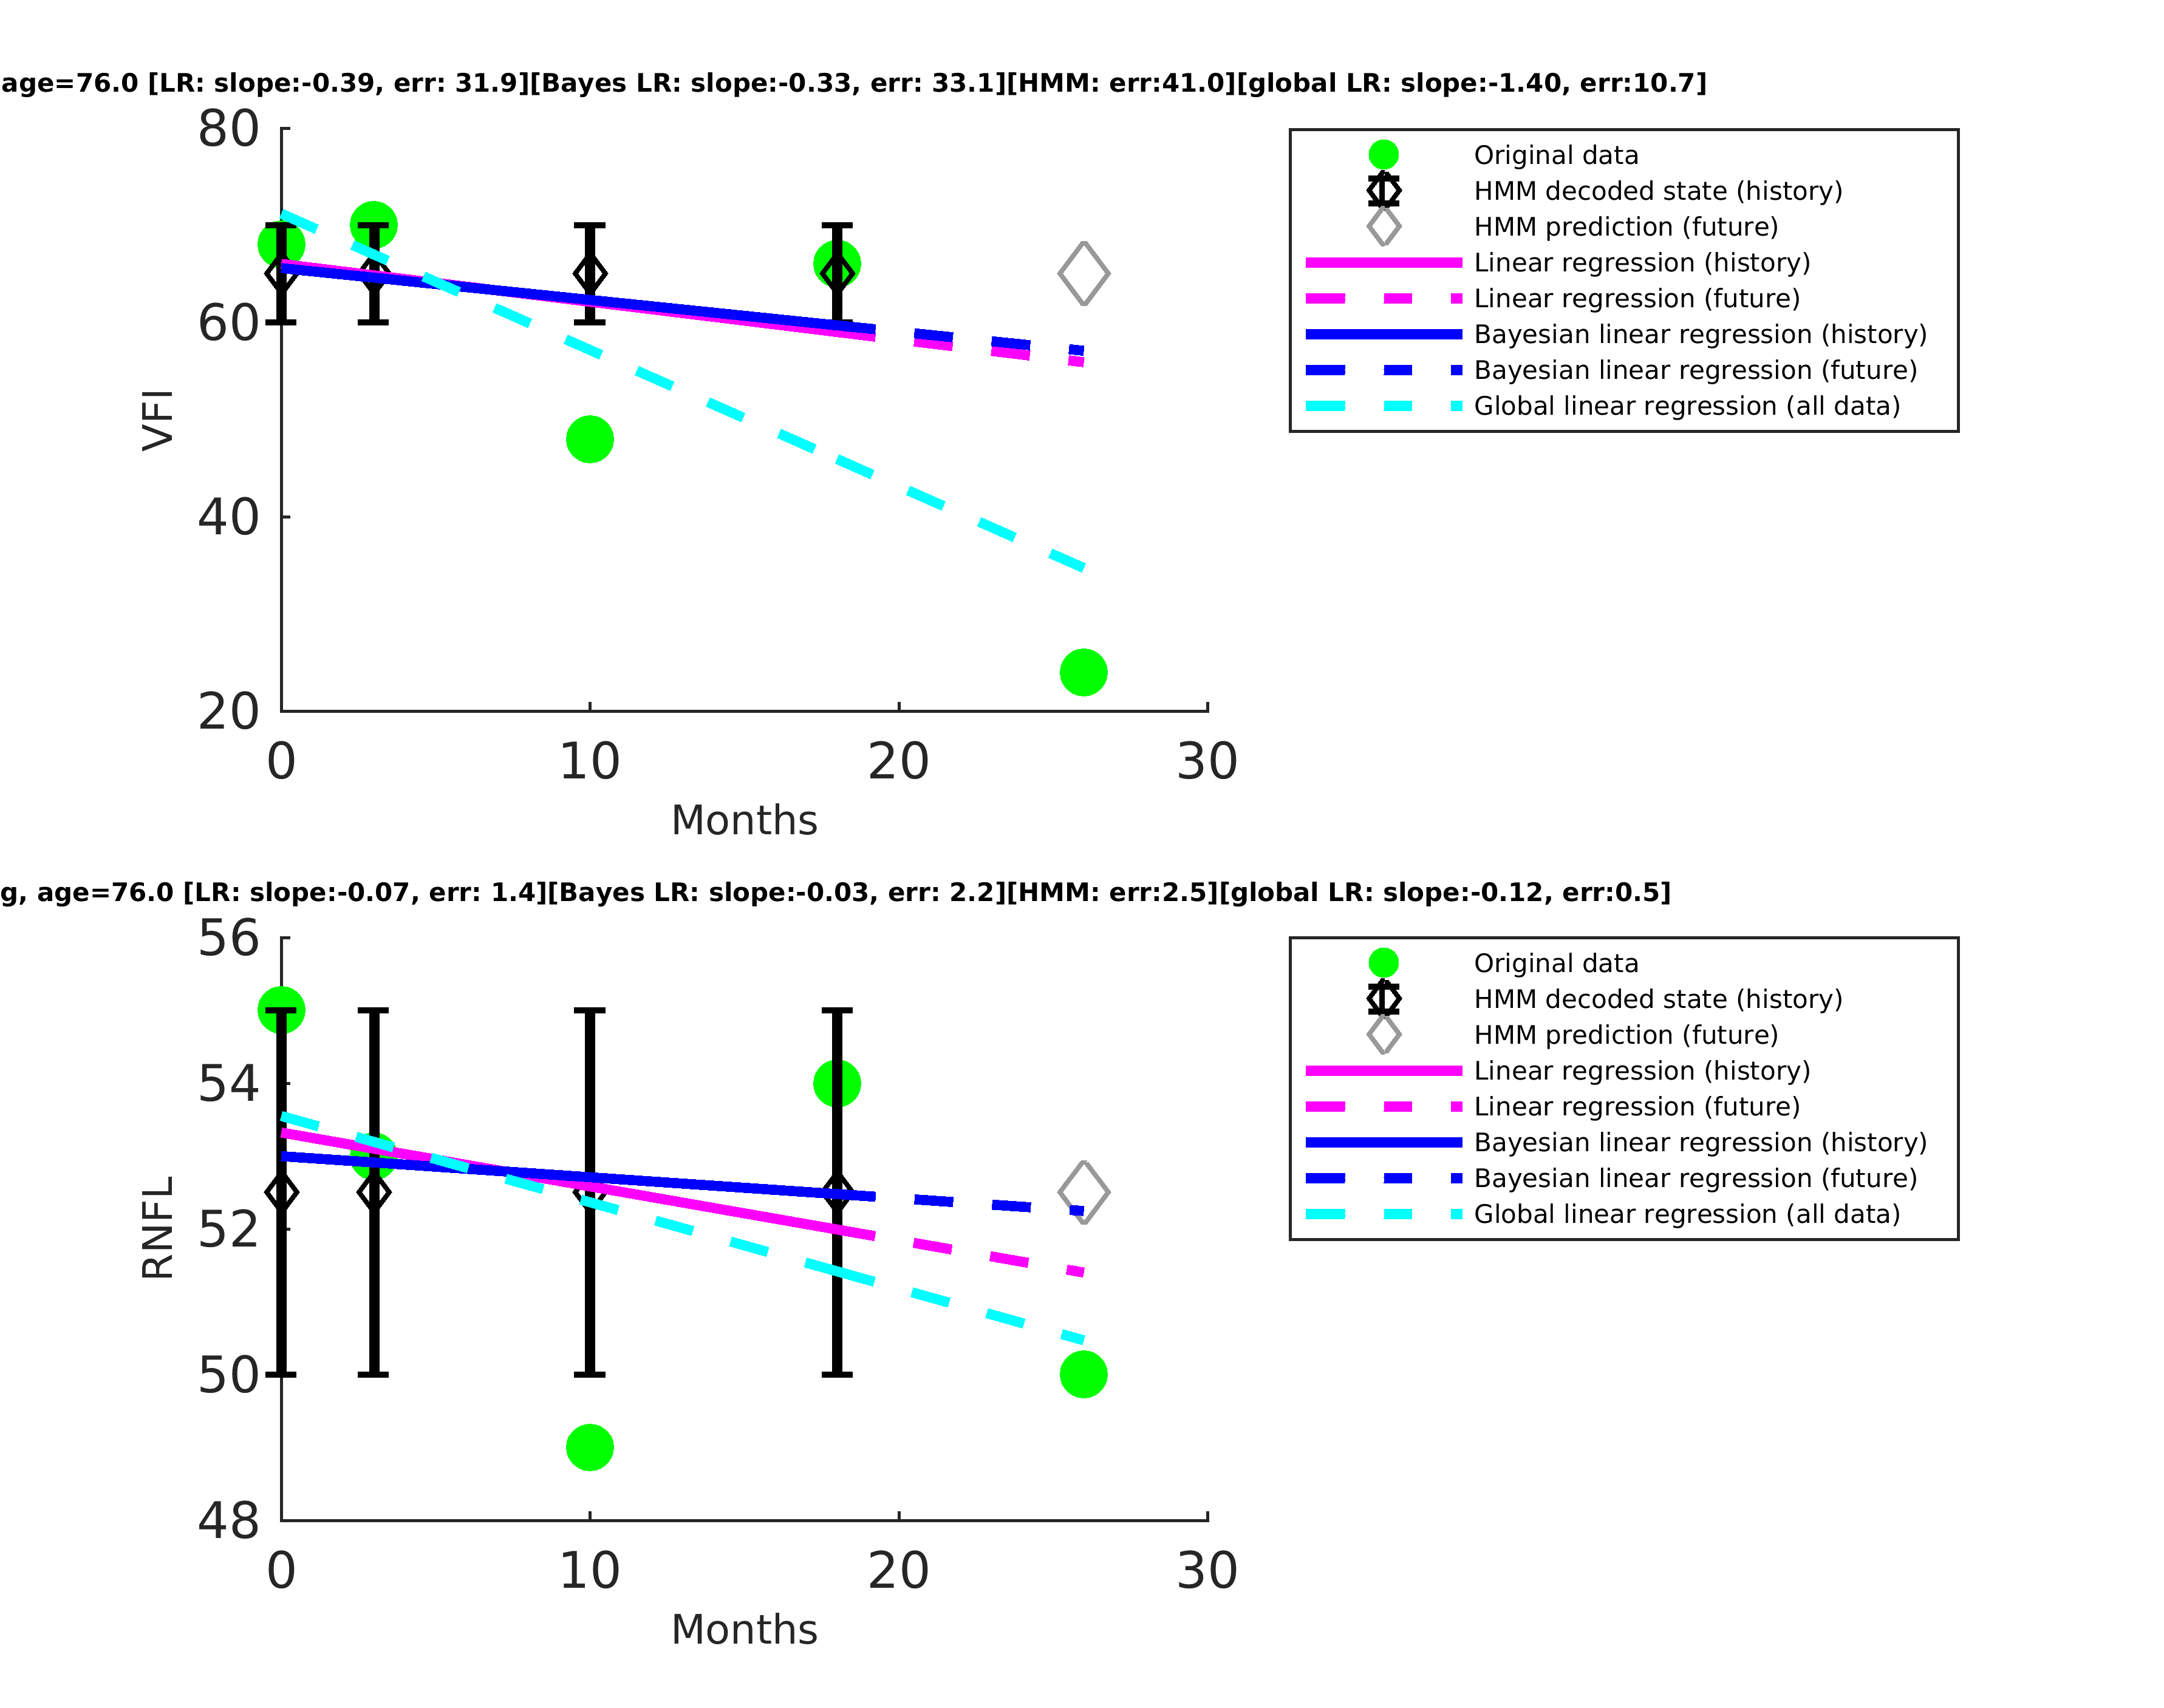 age=76.0 [LR: slope:-0.39, err: 31.9][Bayes LR: slope:-0.33, err: 33.1][HMM: err:41.0][global LR: slope:-1.40, err:10.7]
80
60
40
20
VFI
0 10 20 30
Months
Original data
HMM decoded state (history)
HMM prediction (future)
Linear regression (history)
Linear regression (future)
Bayesian linear regression (history)
Bayesian linear regression (future)
Global linear regression (all data)
g, age=76.0 [LR: slope:-0.07, err: 1.4][Bayes LR: slope:-0.03, err: 2.2][HMM: err:2.5][global LR: slope:-0.12, err:0.5]
56
54
52
50
48
RNFL
0 10 20 30
Months
Original data
HMM decoded state (history)
HMM prediction (future)
Linear regression (history)
Linear regression (future)
Bayesian linear regression (history)
Bayesian linear regression (future)
Global linear regression (all data)